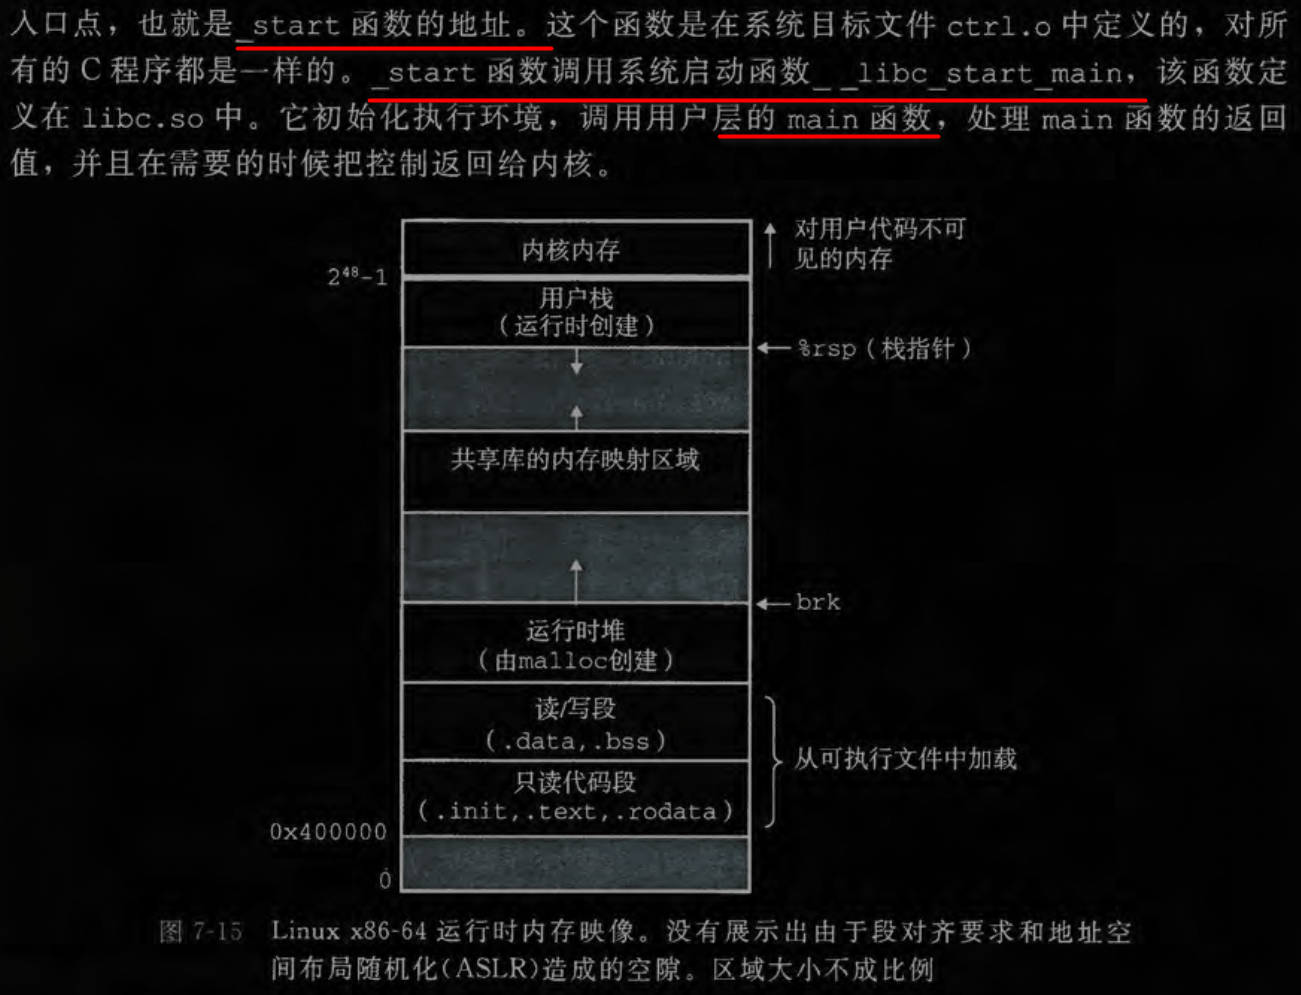 入口点，也就是_start 函数的地址。这个函数是在系统目标文件 ctrl.o 中定义的，对所
有的 C 程序都是一样的。_start 函数调用系统启动函数__libc_start_main，该函数定
义在 libc.so 中。它初始化执行环境，调用用户层的 main 函数，处理 main 函数的返回
值，并且在需要的时候把控制返回给内核。
内核内存
对用户代码不可
见的内存
2⁴⁸-1
用户栈
（运行时创建）
%rsp（栈指针）
共享库的内存映射区域
brk
运行时堆
（由malloc创建）
读/写段
（.data,.bss）
从可执行文件中加载
只读代码段
（.init,.text,.rodata）
0x400000
0
图 7-15 Linux x86-64 运行时内存映像。没有展示出由于段对齐要求和地址空
间布局随机化(ASLR)造成的空隙。区域大小不成比例